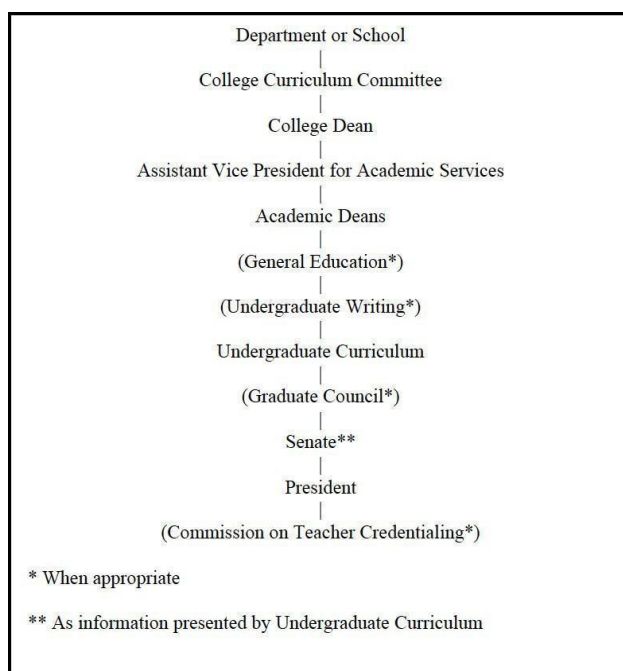 Department or School
College Curriculum Committee
College Dean
Assistant Vice President for Academic Services
Academic Deans
(General Education*)
(Undergraduate Writing*)
Undergraduate Curriculum
(Graduate Council*)
Senate**
President
(Commission on Teacher Credentialing*)
* When appropriate
** As information presented by Undergraduate Curriculum